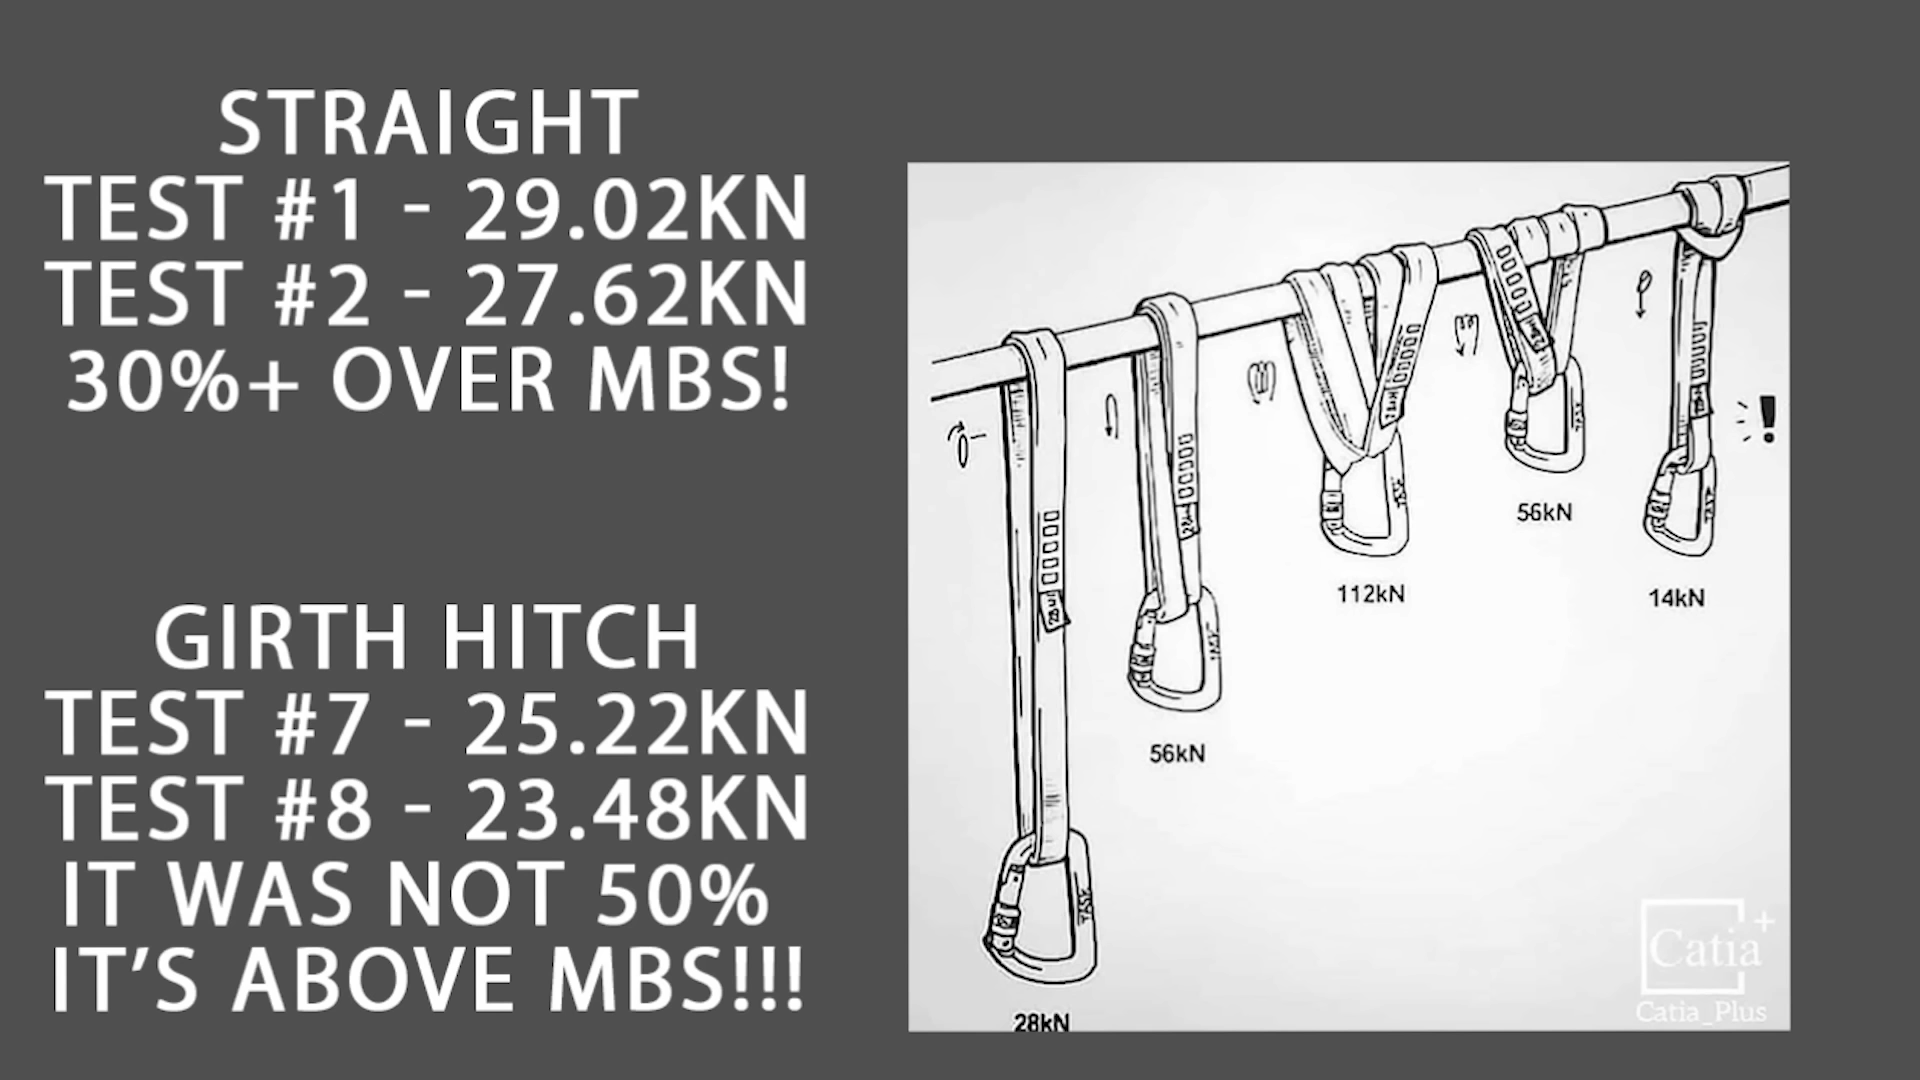 STRAIGHT
TEST #1 - 29.02KN
TEST #2 - 27.62KN
30%+ OVER MBS!
GIRTH HITCH
TEST #7 - 25.22KN
TEST #8 - 23.48KN
IT WAS NOT 50%
IT'S ABOVE MBS!!!
28kN
56kN
112kN
56kN
14kN
!
Catia+
Catia_Plus